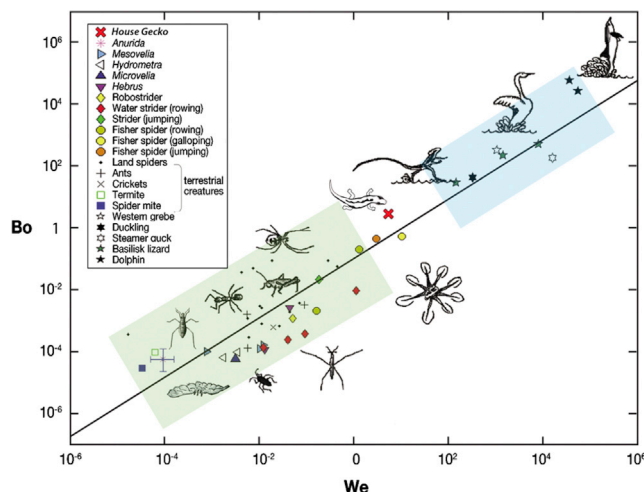 10⁶
10⁴
10²
1
10⁻²
10⁻⁴
10⁻⁶
Bo
House Gecko
Anurida
Mesovelia
Hydrometra
Microvelia
Hebrus
Robostrider
Water strider (rowing)
Strider (jumping)
Fisher spider (rowing)
Fisher spider (galloping)
Fisher spider (jumping)
Land spiders
Ants
Crickets
Termite
Spider mite
terrestrial
creatures
Western grebe
Duckling
Steamer duck
Basilisk lizard
Dolphin
10⁻⁶
10⁻⁴
10⁻²
0
10²
10⁴
10⁶
We